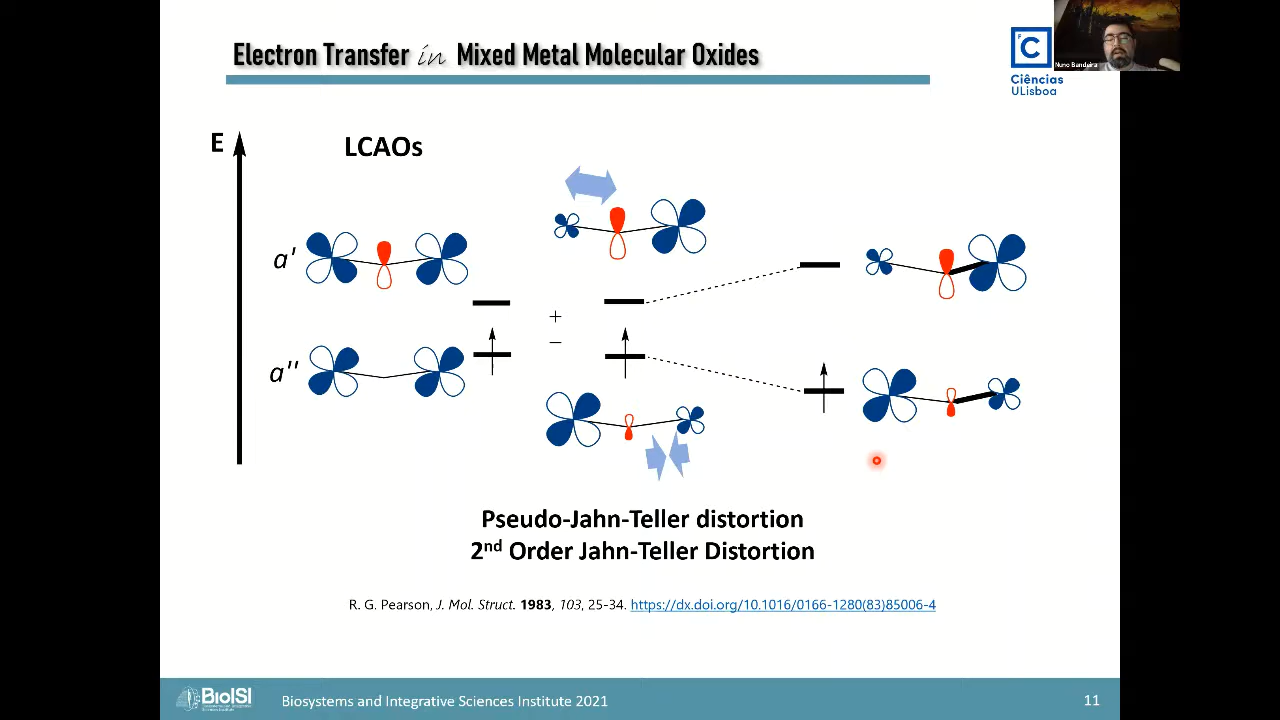 Electron Transfer in Mixed Metal Molecular Oxides
F
C
Ciências
ULisboa
Nuno Bandeira
E
LCAOs
a'
a''
+
−
Pseudo-Jahn-Teller distortion
2nd Order Jahn-Teller Distortion
R. G. Pearson, J. Mol. Struct. 1983, 103, 25-34. https://dx.doi.org/10.1016/0166-1280(83)85006-4
BioISI
Biosystems and Integrative Sciences Institute 2021
11